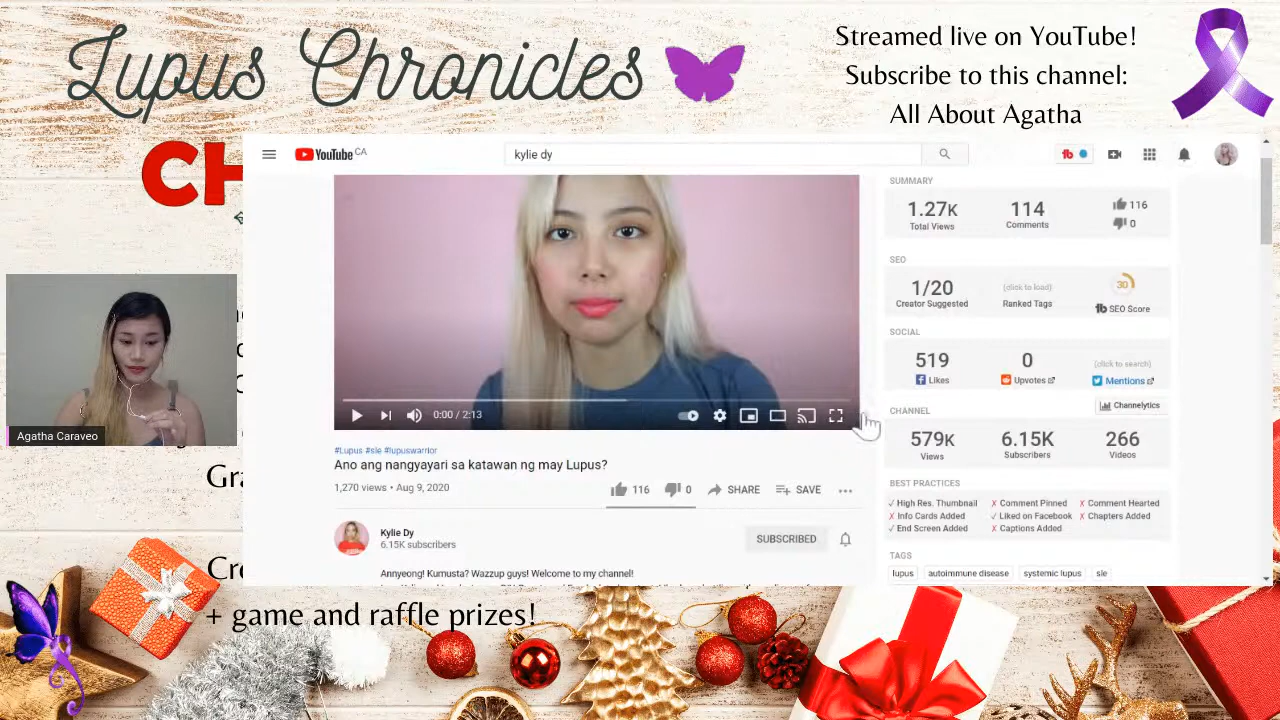 Lupus Chronicles
Streamed live on YouTube!
Subscribe to this channel:
All About Agatha
CH
YouTube CA
kylie dy
SUMMARY
1.27K
Total Views
114
Comments
116
0
SEO
1/20
Creator Suggested
(click to load)
Ranked Tags
30
tb SEO Score
SOCIAL
519
Likes
0
Upvotes
(click to search)
Mentions
CHANNEL
Channelytics
579K
Views
6.15K
Subscribers
266
Videos
BEST PRACTICES
✓ High Res. Thumbnail
✗ Comment Pinned
✗ Comment Hearted
✗ Info Cards Added
✓ Liked on Facebook
✗ Chapters Added
✓ End Screen Added
✗ Captions Added
TAGS
lupus
autoimmune disease
systemic lupus
sle
0:00 / 2:13
#Lupus #sle #lupuswarrior
Ano ang nangyayari sa katawan ng may Lupus?
1,270 views • Aug 9, 2020
116
0
SHARE
SAVE
Kylie Dy
6.15K subscribers
SUBSCRIBED
Annyeong! Kumusta? Wazzup guys! Welcome to my channel!
Agatha Caraveo
Gra
Cre
+ game and raffle prizes!